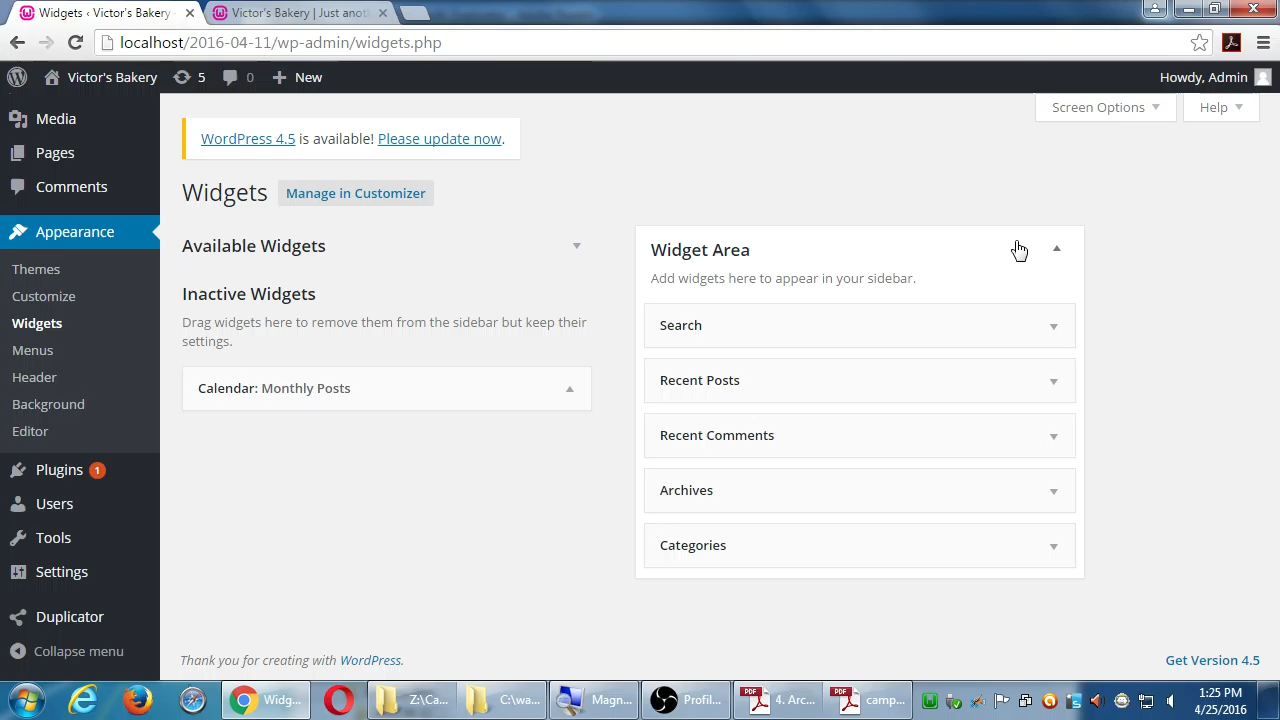 Widgets ‹ Victor's Bakery
Victor's Bakery | Just anot
localhost/2016-04-11/wp-admin/widgets.php
Victor's Bakery
5
0
New
Howdy, Admin
Screen Options
Help
Media
Pages
Comments
Appearance
Themes
Customize
Widgets
Menus
Header
Background
Editor
Plugins 1
Users
Tools
Settings
Duplicator
Collapse menu
WordPress 4.5 is available! Please update now.
Widgets
Manage in Customizer
Available Widgets
Inactive Widgets
Drag widgets here to remove them from the sidebar but keep their
settings.
Calendar: Monthly Posts
Widget Area
Add widgets here to appear in your sidebar.
Search
Recent Posts
Recent Comments
Archives
Categories
Thank you for creating with WordPress.
Get Version 4.5
Widg...
Z:\Ca...
C:\wa...
Magn...
Profil...
4. Arc...
camp...
1:25 PM
4/25/2016